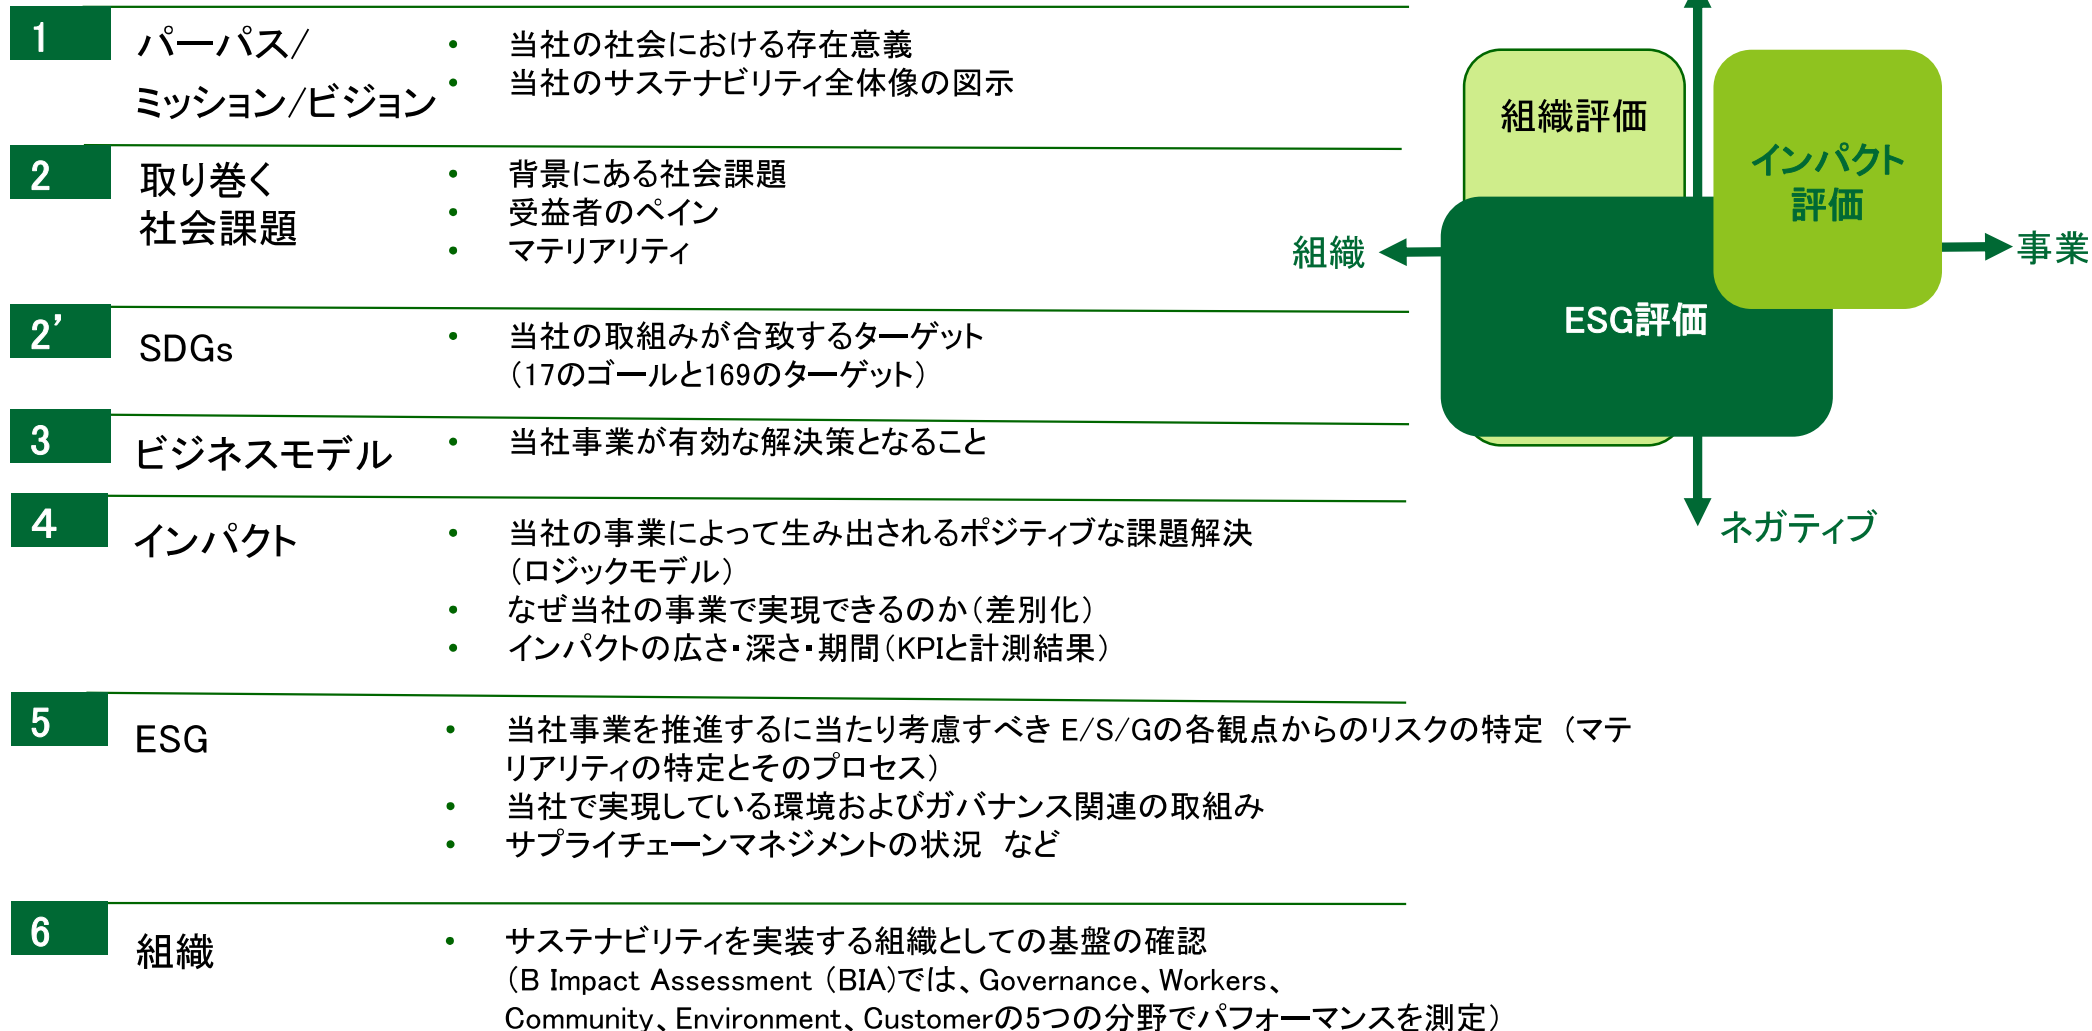 1
パーパス/
ミッション/ビジョン
• 当社の社会における存在意義
• 当社のサステナビリティ全体像の図示
2
取り巻く
社会課題
• 背景にある社会課題
• 受益者のペイン
• マテリアリティ
2’
SDGs
• 当社の取組みが合致するターゲット
（17のゴールと169のターゲット）
3
ビジネスモデル
• 当社事業が有効な解決策となること
4
インパクト
• 当社の事業によって生み出されるポジティブな課題解決
（ロジックモデル）
• なぜ当社の事業で実現できるのか（差別化）
• インパクトの広さ・深さ・期間（KPIと計測結果）
5
ESG
• 当社事業を推進するに当たり考慮すべき E/S/Gの各観点からのリスクの特定 （マテ
リアリティの特定とそのプロセス）
• 当社で実現している環境およびガバナンス関連の取組み
• サプライチェーンマネジメントの状況 など
6
組織
• サステナビリティを実装する組織としての基盤の確認
（B Impact Assessment (BIA)では、Governance、Workers、
Community、Environment、Customerの5つの分野でパフォーマンスを測定）
組織評価
インパクト
評価
組織
事業
ESG評価
ネガティブ